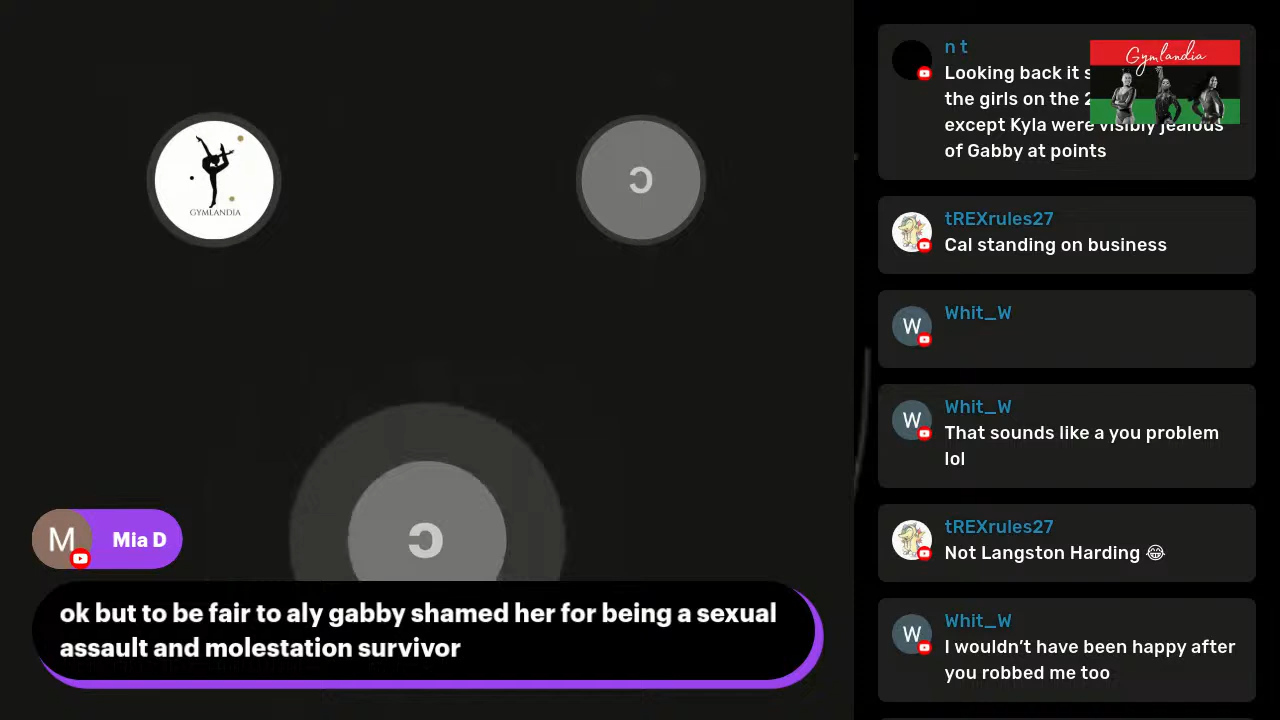 GYMLANDIA
C
C
M
Mia D
ok but to be fair to aly gabby shamed her for being a sexual
assault and molestation survivor
n t
Gymlandia
Looking back it s
the girls on the 2
except Kyla were visibly jealous
of Gabby at points
tREXrules27
Cal standing on business
W
Whit_W
W
Whit_W
That sounds like a you problem
lol
tREXrules27
Not Langston Harding 😂
W
Whit_W
I wouldn’t have been happy after
you robbed me too